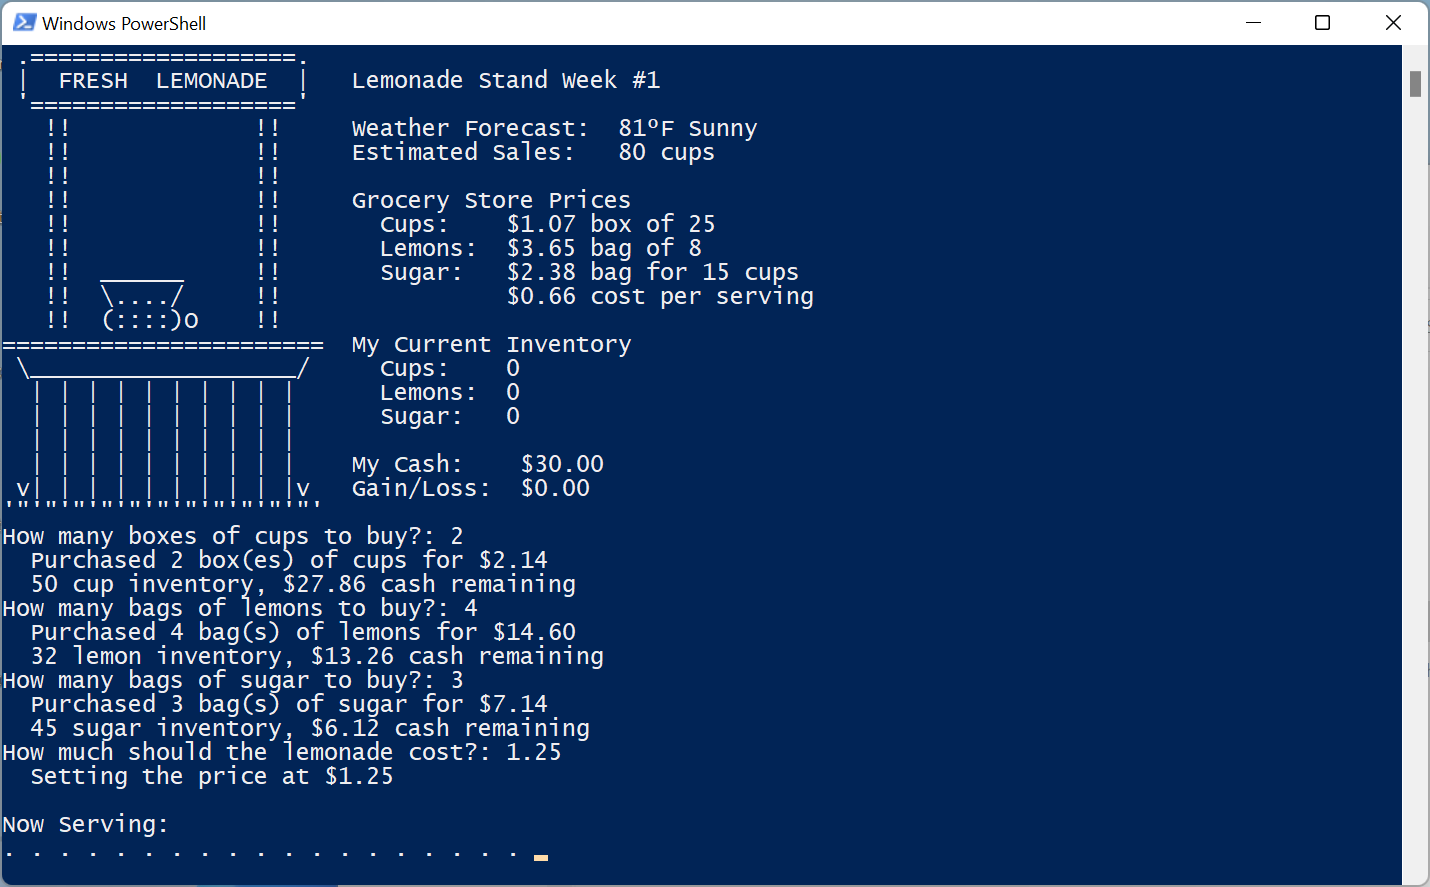 Windows PowerShell
FRESH  LEMONADE
Lemonade Stand Week #1
Weather Forecast:  81ºF Sunny
Estimated Sales:   80 cups
Grocery Store Prices
Cups:    $1.07 box of 25
Lemons:  $3.65 bag of 8
Sugar:   $2.38 bag for 15 cups
$0.66 cost per serving
My Current Inventory
Cups:    0
Lemons:  0
Sugar:   0
My Cash:    $30.00
Gain/Loss:  $0.00
How many boxes of cups to buy?: 2
Purchased 2 box(es) of cups for $2.14
50 cup inventory, $27.86 cash remaining
How many bags of lemons to buy?: 4
Purchased 4 bag(s) of lemons for $14.60
32 lemon inventory, $13.26 cash remaining
How many bags of sugar to buy?: 3
Purchased 3 bag(s) of sugar for $7.14
45 sugar inventory, $6.12 cash remaining
How much should the lemonade cost?: 1.25
Setting the price at $1.25
Now Serving:
. . . . . . . . . . . . . . . . . . .